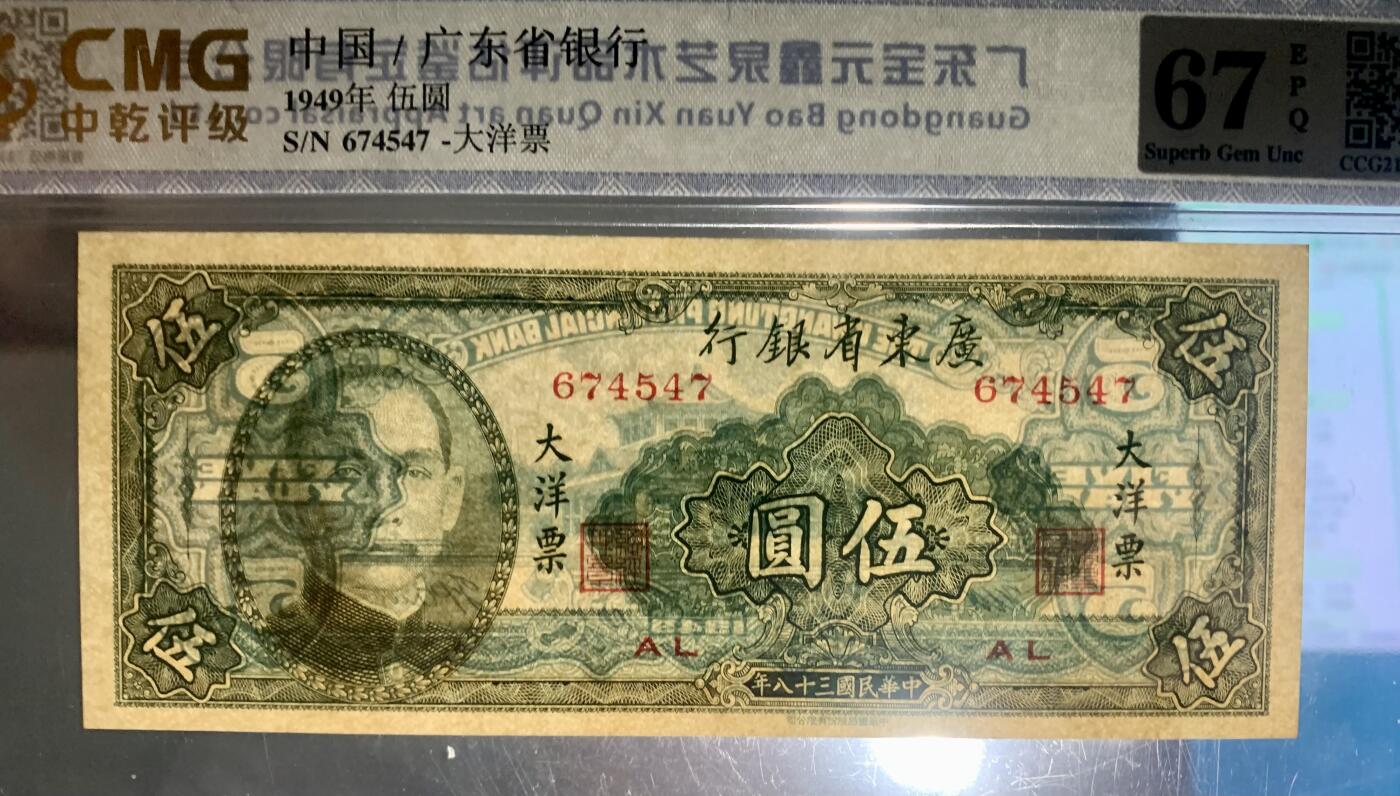 CMG
中乾评级
中国 / 广东省银行
1949年 伍圆
S/N 674547 -大洋票
广东宝元鑫泉艺术品评估鉴定有限公
Guangdong Bao Yuan Xin Quan art Appraisal co
67
EPQ
Superb Gem Unc
CCG21
伍
伍
廣東省銀行
674547
674547
大洋票
大洋票
伍圓
AL
AL
伍
伍
中華民國三十八年